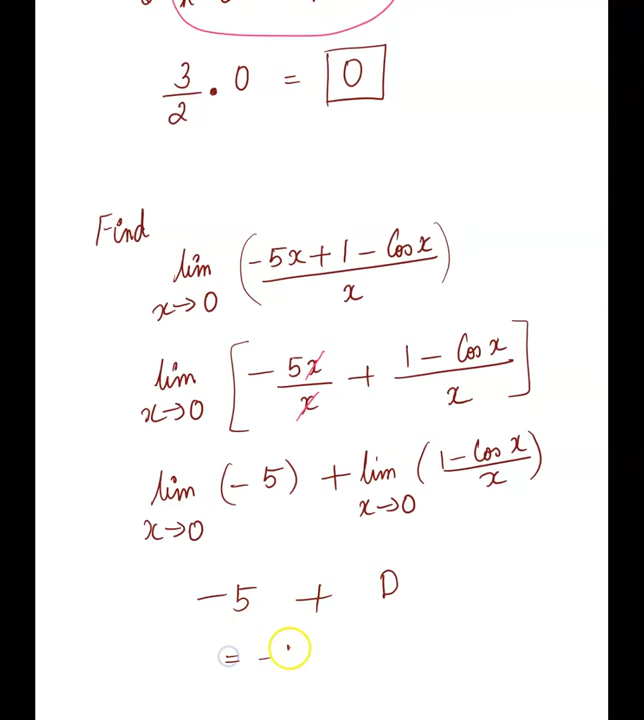 3/2 · 0 = 0
Find
lim x→0 (-5x + 1 - Cos x / x)
lim x→0 [- 5x/x + 1 - Cos x / x]
lim x→0 (-5) + lim x→0 (1 - Cos x / x)
-5 + 0
= -